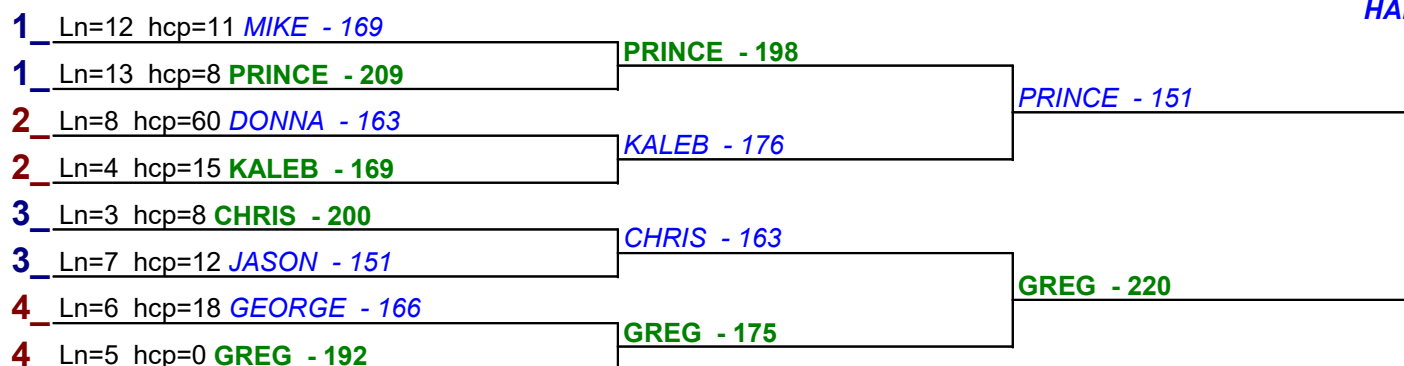 HA
1_ Ln=12 hcp=11 MIKE - 169
PRINCE - 198
1_ Ln=13 hcp=8 PRINCE - 209
PRINCE - 151
2_ Ln=8 hcp=60 DONNA - 163
KALEB - 176
2_ Ln=4 hcp=15 KALEB - 169
3_ Ln=3 hcp=8 CHRIS - 200
CHRIS - 163
3_ Ln=7 hcp=12 JASON - 151
GREG - 220
4_ Ln=6 hcp=18 GEORGE - 166
GREG - 175
4 Ln=5 hcp=0 GREG - 192